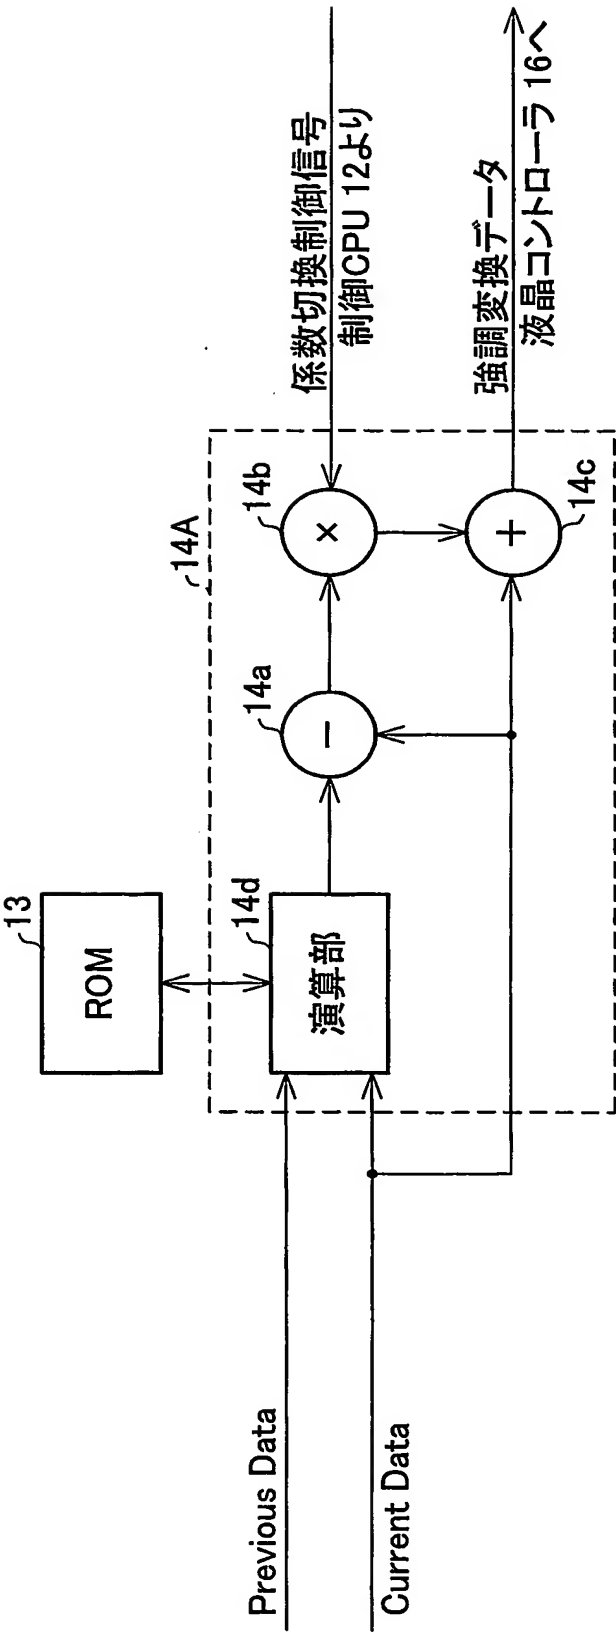 13
ROM
14A
14d
演算部
14a
−
14b
×
14c
+
係数切換制御信号
制御CPU 12より
強調変換データ
液晶コントローラ 16へ
Previous Data
Current Data